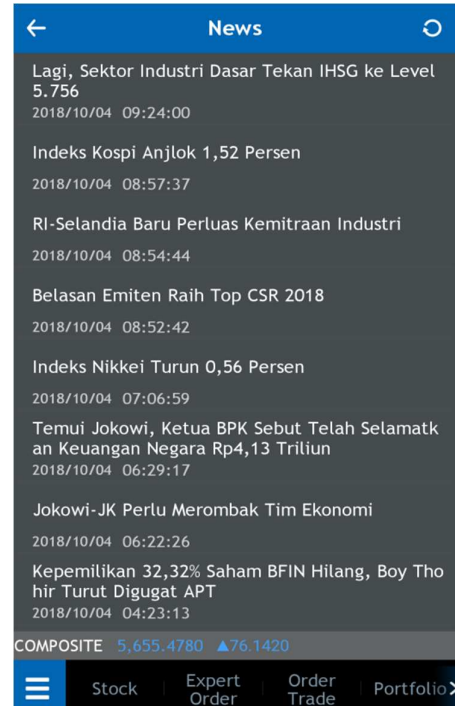 News
Lagi, Sektor Industri Dasar Tekan IHSG ke Level
5.756
2018/10/04 09:24:00
Indeks Kospi Anjlok 1,52 Persen
2018/10/04 08:57:37
RI-Selandia Baru Perluas Kemitraan Industri
2018/10/04 08:54:44
Belasan Emiten Raih Top CSR 2018
2018/10/04 08:52:42
Indeks Nikkei Turun 0,56 Persen
2018/10/04 07:06:59
Temui Jokowi, Ketua BPK Sebut Telah Selamatk
an Keuangan Negara Rp4,13 Triliun
2018/10/04 06:29:17
Jokowi-JK Perlu Merombak Tim Ekonomi
2018/10/04 06:22:26
Kepemilikan 32,32% Saham BFIN Hilang, Boy Tho
hir Turut Digugat APT
2018/10/04 04:23:13
COMPOSITE 5,655.4780 ▲76.1420
Stock Expert Order Order Trade Portfolio